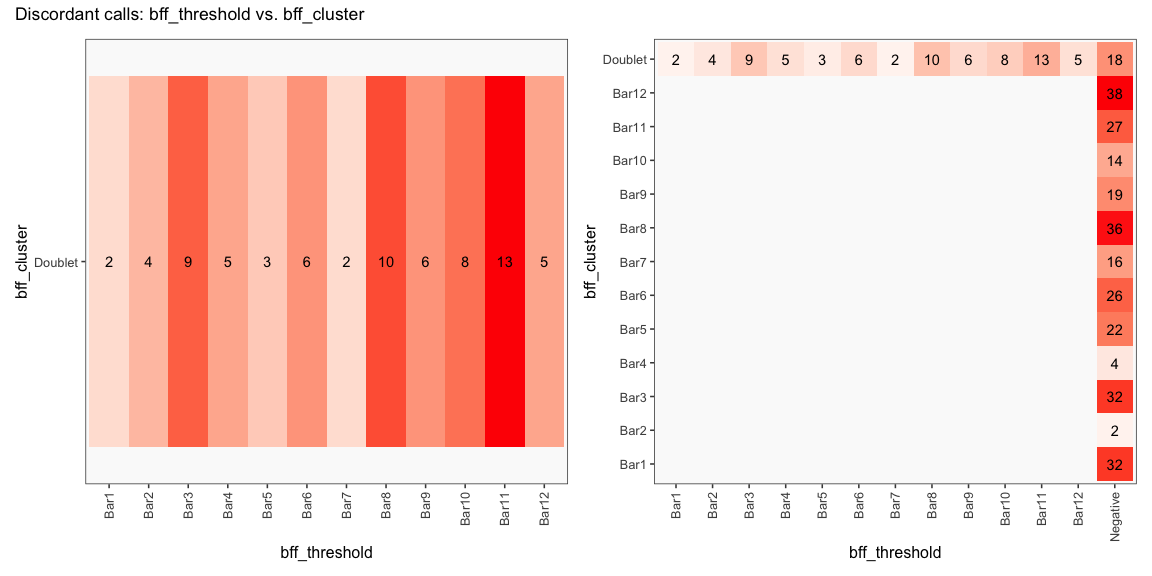 Discordant calls: bff_threshold vs. bff_cluster
bff_cluster
Doublet
2 4 9 5 3 6 2 10 6 8 13 5
Bar1 Bar2 Bar3 Bar4 Bar5 Bar6 Bar7 Bar8 Bar9 Bar10 Bar11 Bar12
bff_threshold
bff_cluster
Doublet 2 4 9 5 3 6 2 10 6 8 13 5 18
Bar12 38
Bar11 27
Bar10 14
Bar9 19
Bar8 36
Bar7 16
Bar6 26
Bar5 22
Bar4 4
Bar3 32
Bar2 2
Bar1 32
Bar1 Bar2 Bar3 Bar4 Bar5 Bar6 Bar7 Bar8 Bar9 Bar10 Bar11 Bar12 Negative
bff_threshold